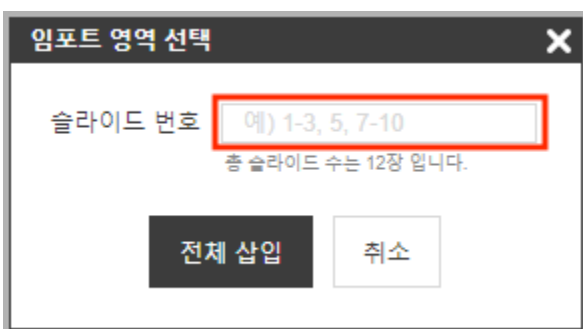 임포트 영역 선택
슬라이드 번호 예) 1-3, 5, 7-10
총 슬라이드 수는 12장 입니다.
전체 삽입 취소